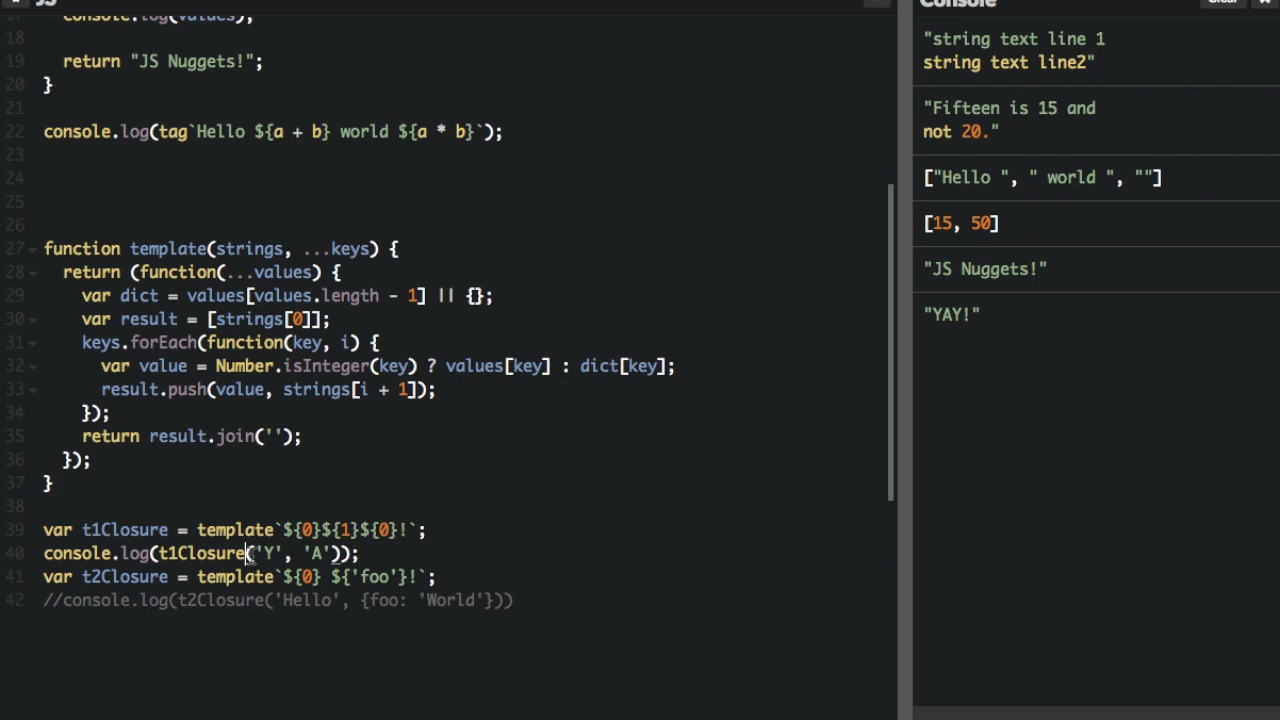 JS
Console
Clear
17 console.log(values);
18
19 return "JS Nuggets!";
20 }
21
22 console.log(tag`Hello ${a + b} world ${a * b}`);
23
24
25
26
27 function template(strings, ...keys) {
28 return (function(...values) {
29 var dict = values[values.length - 1] || {};
30 var result = [strings[0]];
31 keys.forEach(function(key, i) {
32 var value = Number.isInteger(key) ? values[key] : dict[key];
33 result.push(value, strings[i + 1]);
34 });
35 return result.join('');
36 });
37 }
38
39 var t1Closure = template`${0}${1}${0}!`;
40 console.log(t1Closure('Y', 'A'));
41 var t2Closure = template`${0} ${'foo'}!`;
42 //console.log(t2Closure('Hello', {foo: 'World'}))
"string text line 1
string text line2"
"Fifteen is 15 and
not 20."
["Hello ", " world ", ""]
[15, 50]
"JS Nuggets!"
"YAY!"